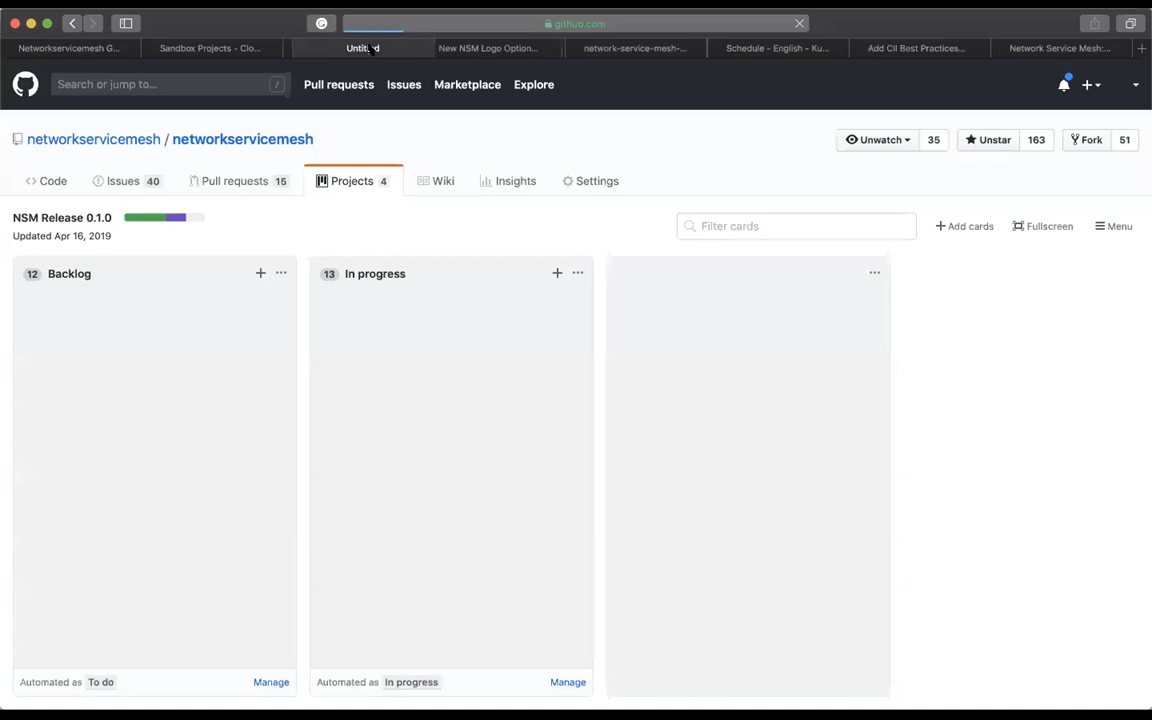 github.com
Networkservicemesh G...
Sandbox Projects - Clo...
Untitled
New NSM Logo Option...
network-service-mesh-...
Schedule - English - Ku...
Add CII Best Practices...
Network Service Mesh:...
Search or jump to...
/
Pull requests
Issues
Marketplace
Explore
networkservicemesh / networkservicemesh
Unwatch
35
Unstar
163
Fork
51
Code
Issues 40
Pull requests 15
Projects 4
Wiki
Insights
Settings
NSM Release 0.1.0
Updated Apr 16, 2019
Filter cards
Add cards
Fullscreen
Menu
12 Backlog
13 In progress
Automated as To do
Manage
Automated as In progress
Manage